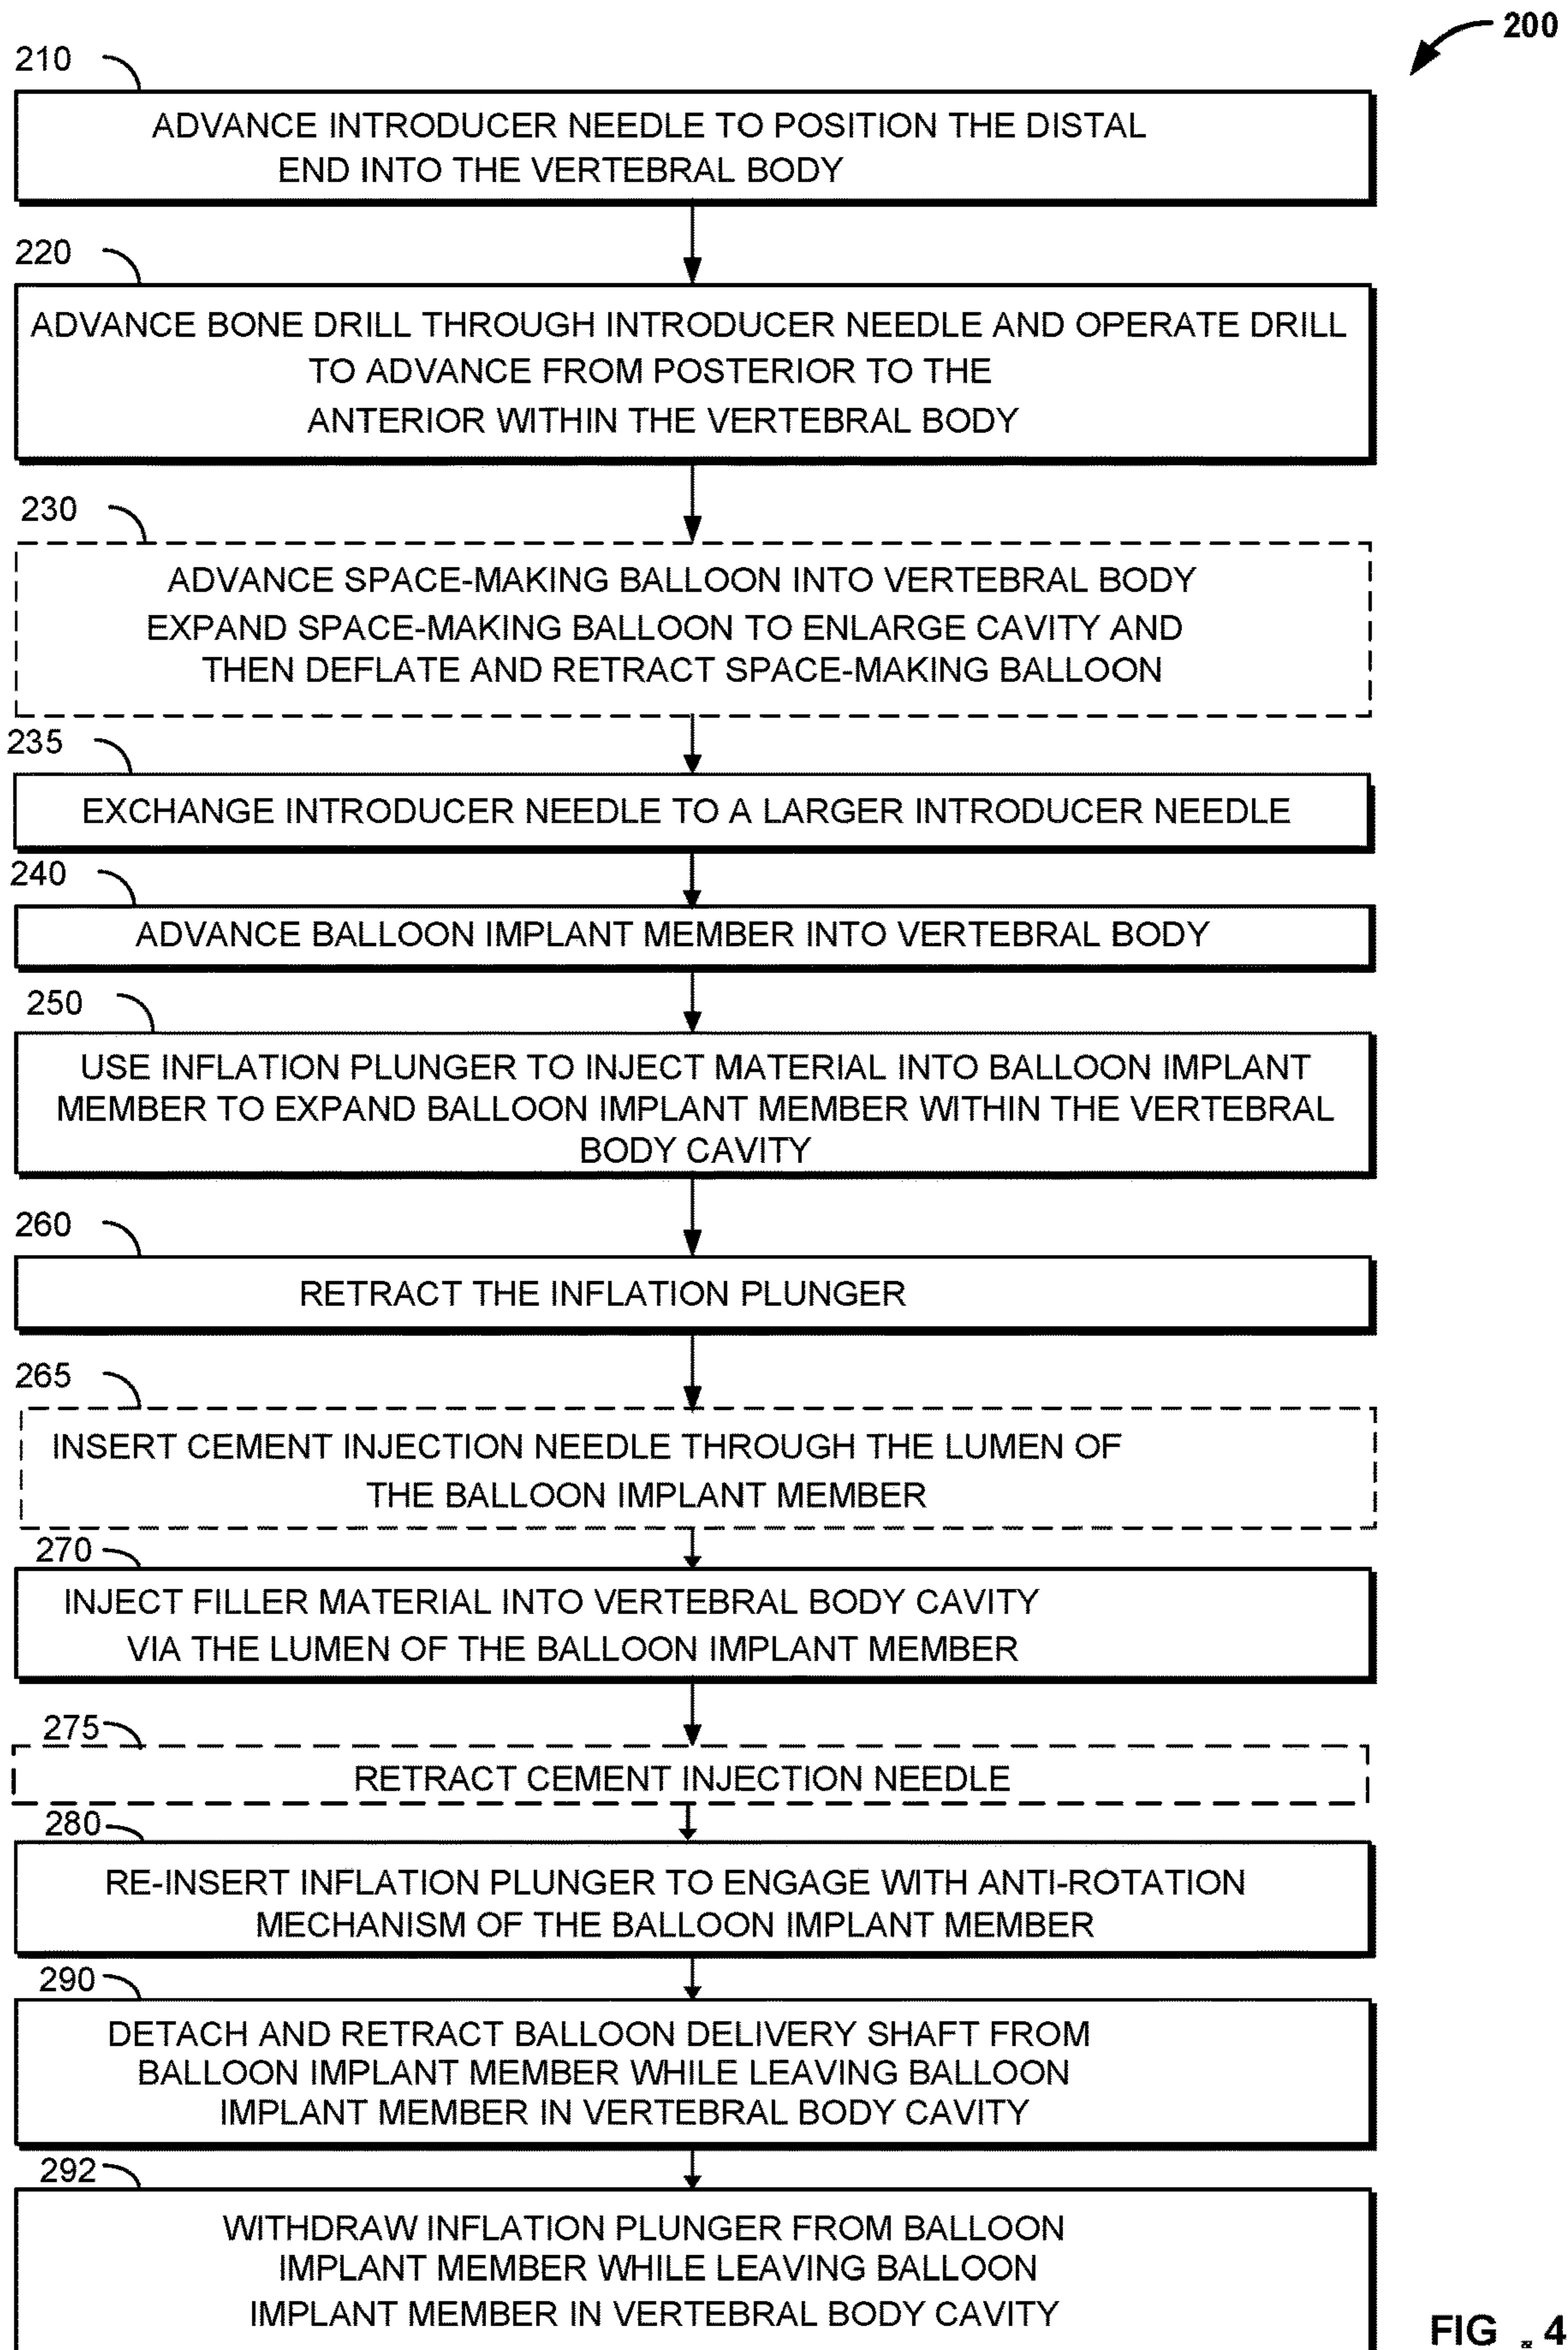 200
210
ADVANCE INTRODUCER NEEDLE TO POSITION THE DISTAL
END INTO THE VERTEBRAL BODY
220
ADVANCE BONE DRILL THROUGH INTRODUCER NEEDLE AND OPERATE DRILL
TO ADVANCE FROM POSTERIOR TO THE
ANTERIOR WITHIN THE VERTEBRAL BODY
230
ADVANCE SPACE-MAKING BALLOON INTO VERTEBRAL BODY
EXPAND SPACE-MAKING BALLOON TO ENLARGE CAVITY AND
THEN DEFLATE AND RETRACT SPACE-MAKING BALLOON
235
EXCHANGE INTRODUCER NEEDLE TO A LARGER INTRODUCER NEEDLE
240
ADVANCE BALLOON IMPLANT MEMBER INTO VERTEBRAL BODY
250
USE INFLATION PLUNGER TO INJECT MATERIAL INTO BALLOON IMPLANT
MEMBER TO EXPAND BALLOON IMPLANT MEMBER WITHIN THE VERTEBRAL
BODY CAVITY
260
RETRACT THE INFLATION PLUNGER
265
INSERT CEMENT INJECTION NEEDLE THROUGH THE LUMEN OF
THE BALLOON IMPLANT MEMBER
270
INJECT FILLER MATERIAL INTO VERTEBRAL BODY CAVITY
VIA THE LUMEN OF THE BALLOON IMPLANT MEMBER
275
RETRACT CEMENT INJECTION NEEDLE
280
RE-INSERT INFLATION PLUNGER TO ENGAGE WITH ANTI-ROTATION
MECHANISM OF THE BALLOON IMPLANT MEMBER
290
DETACH AND RETRACT BALLOON DELIVERY SHAFT FROM
BALLOON IMPLANT MEMBER WHILE LEAVING BALLOON
IMPLANT MEMBER IN VERTEBRAL BODY CAVITY
292
WITHDRAW INFLATION PLUNGER FROM BALLOON
IMPLANT MEMBER WHILE LEAVING BALLOON
IMPLANT MEMBER IN VERTEBRAL BODY CAVITY
FIG . 4